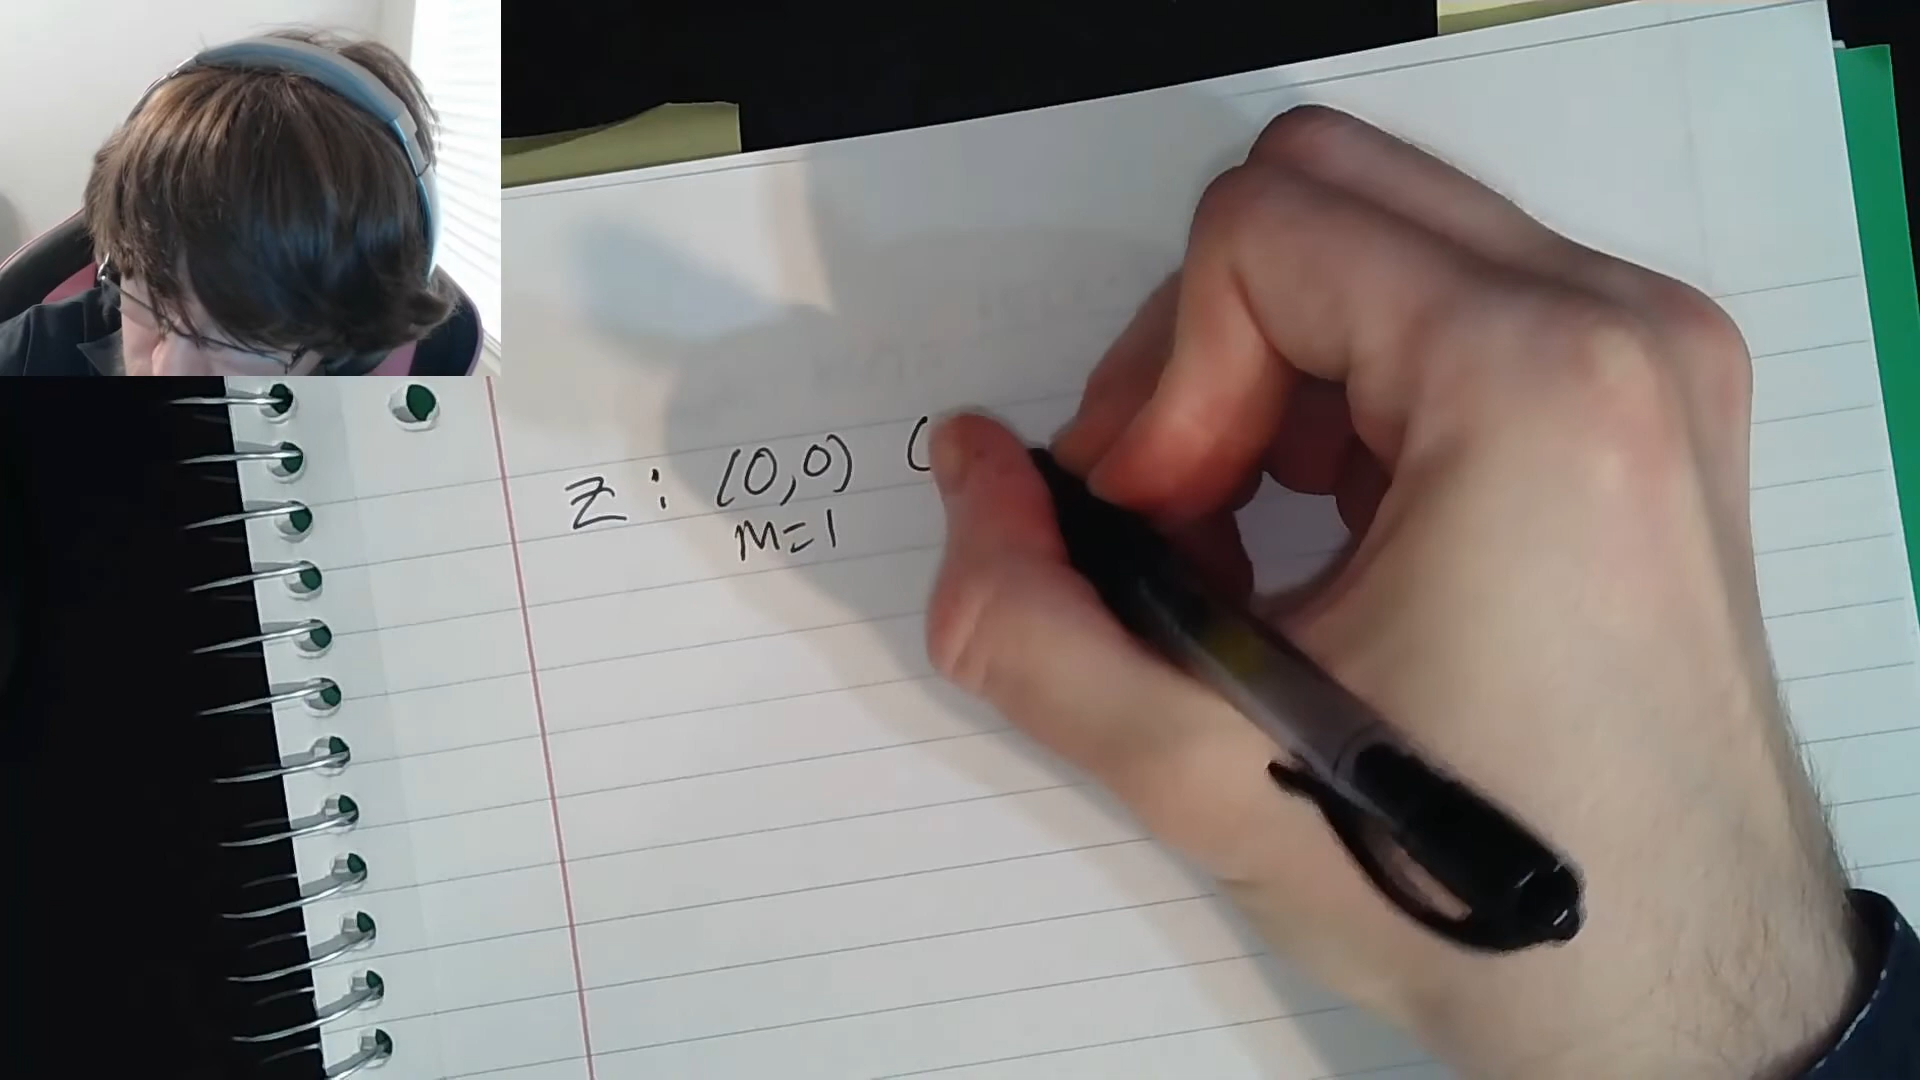 z : (0,0) (
m=1